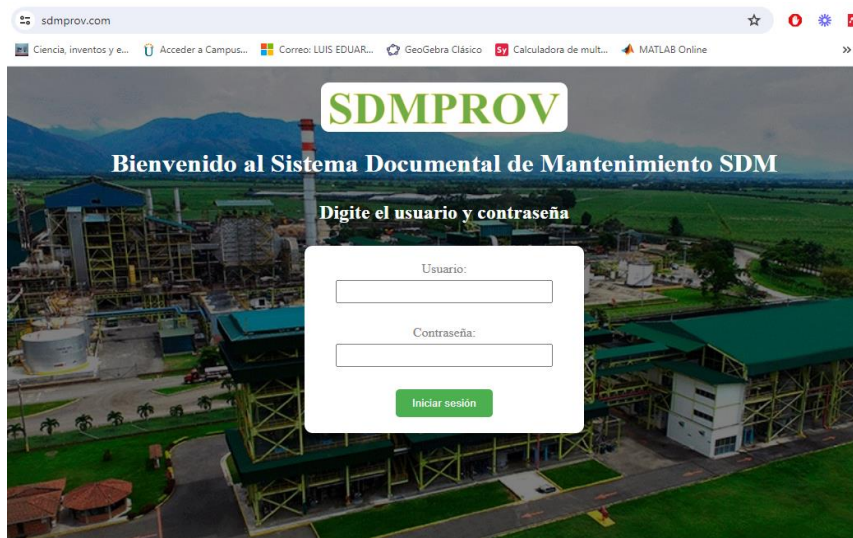 sdmprov.com
Ciencia, inventos y e... Acceder a Campus... Correo: LUIS EDUAR... GeoGebra Clásico Sy Calculadora de mult... MATLAB Online »
SDMPROV
Bienvenido al Sistema Documental de Mantenimiento SDM
Digite el usuario y contraseña
Usuario:
Contraseña:
Iniciar sesión